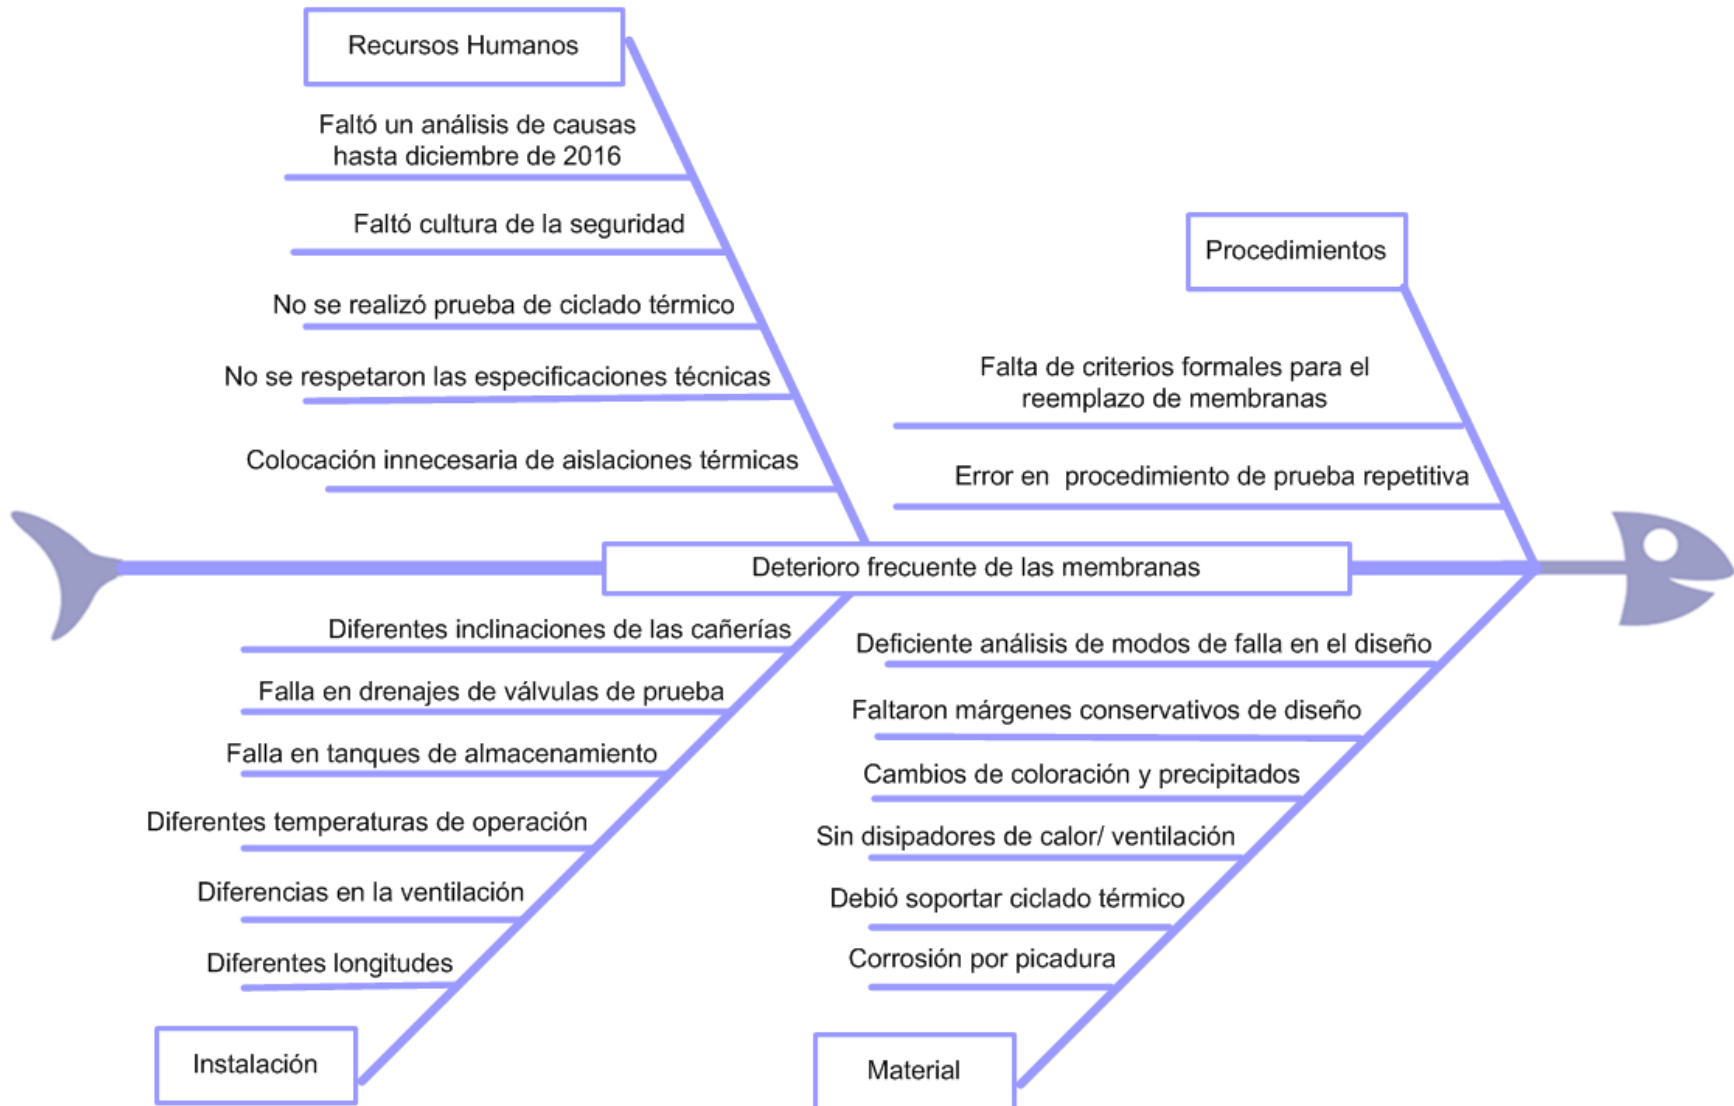 Recursos Humanos
Faltó un análisis de causas
hasta diciembre de 2016
Faltó cultura de la seguridad
No se realizó prueba de ciclado térmico
No se respetaron las especificaciones técnicas
Colocación innecesaria de aislaciones térmicas
Procedimientos
Falta de criterios formales para el
reemplazo de membranas
Error en  procedimiento de prueba repetitiva
Deterioro frecuente de las membranas
Diferentes inclinaciones de las cañerías
Falla en drenajes de válvulas de prueba
Falla en tanques de almacenamiento
Diferentes temperaturas de operación
Diferencias en la ventilación
Diferentes longitudes
Instalación
Deficiente análisis de modos de falla en el diseño
Faltaron márgenes conservativos de diseño
Cambios de coloración y precipitados
Sin disipadores de calor/ ventilación
Debió soportar ciclado térmico
Corrosión por picadura
Material